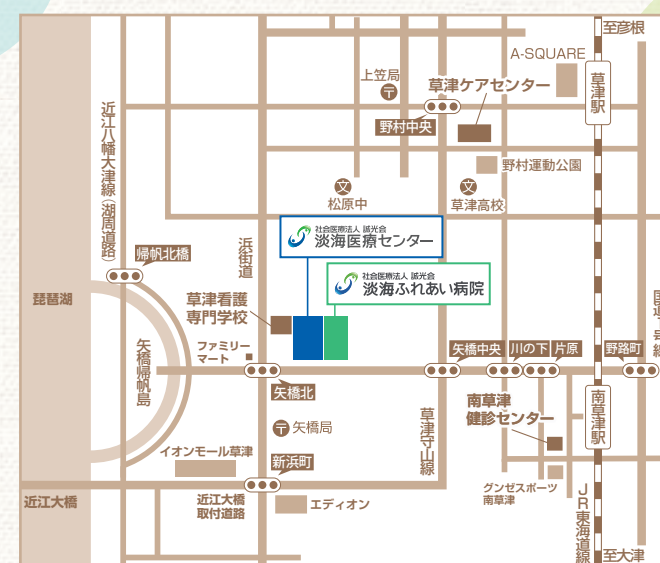 至彦根
A-SQUARE
上笠局
〒
草津ケアセンター
草津駅
野村中央
近江八幡大津線(湖周道路)
野村運動公園
文
松原中
文
草津高校
社会医療法人 誠光会
淡海医療センター
浜街道
帰帆北橋
社会医療法人 誠光会
淡海ふれあい病院
琵琶湖
草津看護
専門学校
ファミリー
マート
矢橋帰帆島
矢橋中央
川の下
片原
野路町
矢橋北
南草津
健診センター
南草津駅
草津守山線
〒
矢橋局
イオンモール草津
新浜町
グンゼスポーツ
南草津
近江大橋
近江大橋
取付道路
エディオン
JR東海道線
至大津